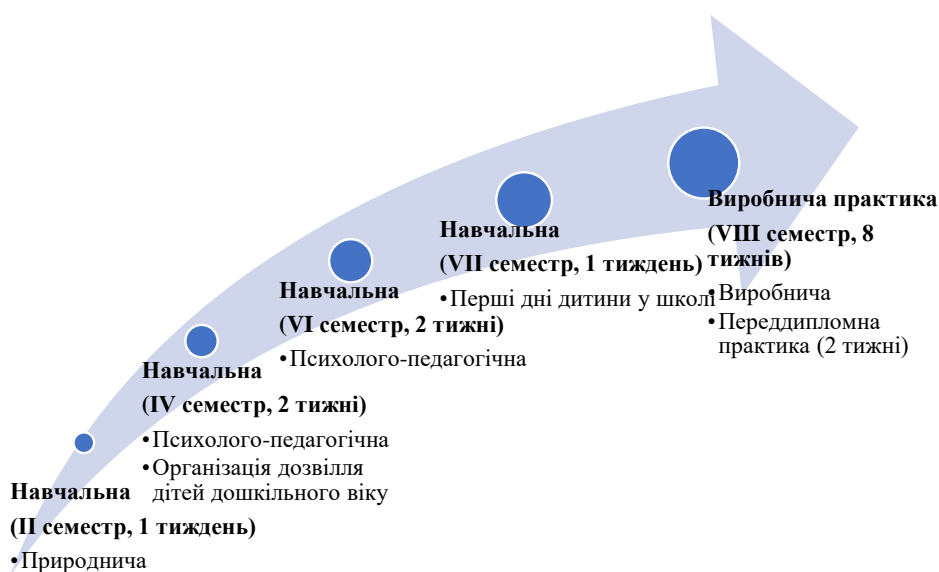 Навчальна
(ІІ семестр, 1 тиждень)
•Природнича
Навчальна
(IV семестр, 2 тижні)
•Психолого-педагогічна
•Організація дозвілля
дітей дошкільного віку
Навчальна
(VI семестр, 2 тижні)
•Психолого-педагогічна
Навчальна
(VII семестр, 1 тиждень)
•Перші дні дитини у школі
Виробнича практика
(VIII семестр, 8
тижнів)
•Виробнича
•Переддипломна
практика (2 тижні)